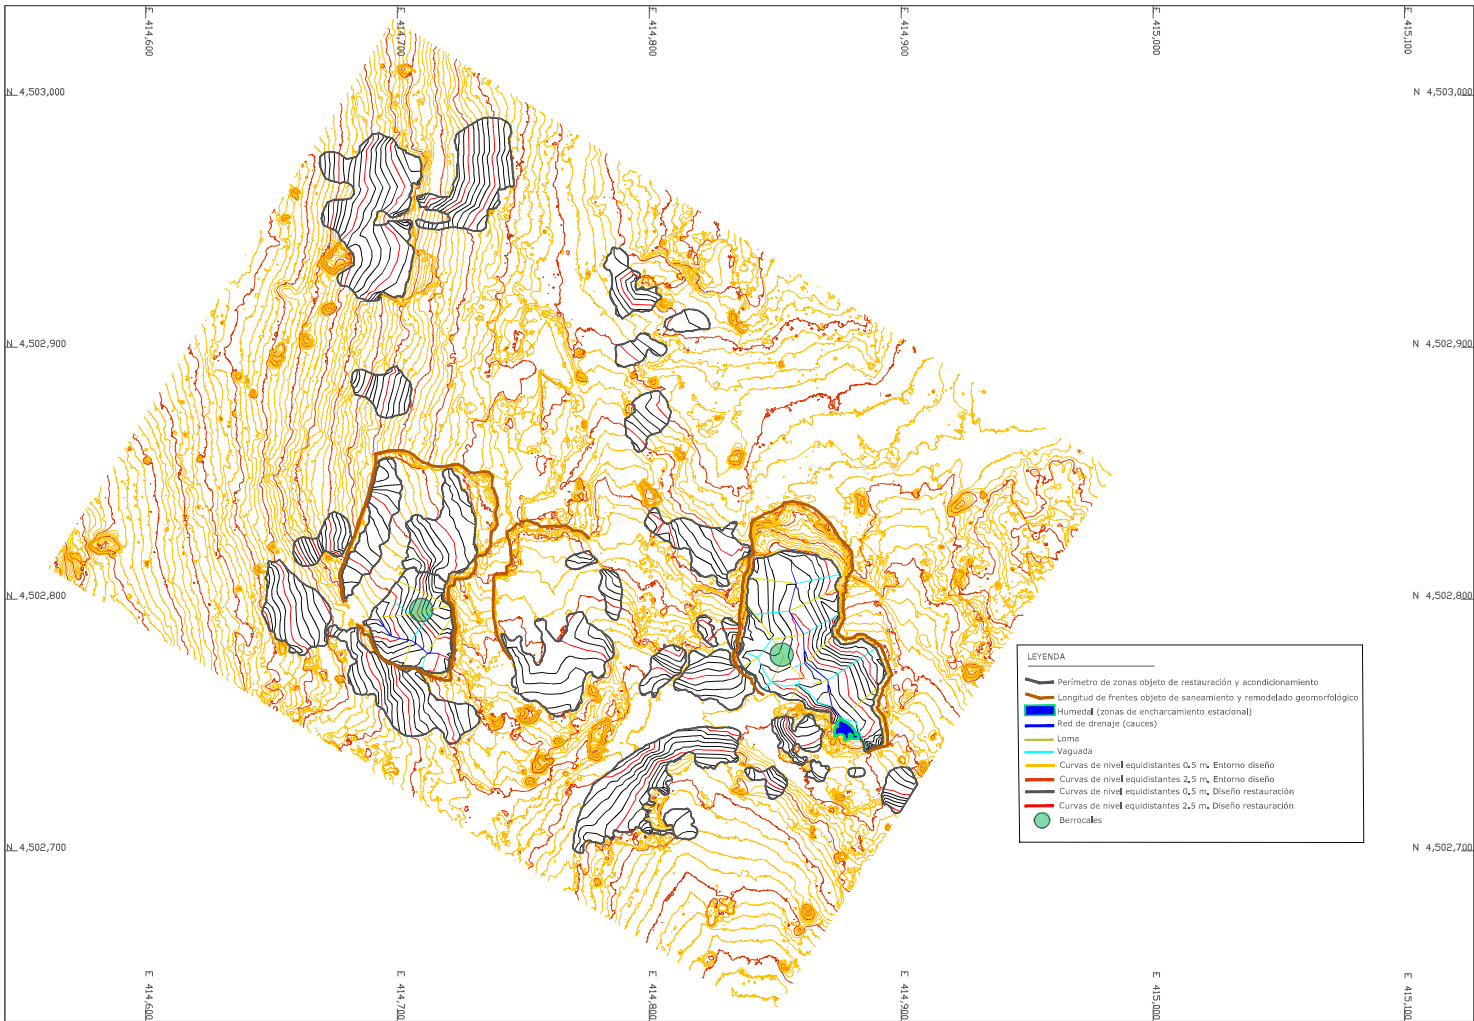 E 414,600
E 414,700
E 414,800
E 414,900
E 415,000
E 415,100
N 4,503,000
N 4,503,000
N 4,502,900
N 4,502,900
N 4,502,800
N 4,502,800
LEYENDA
Perímetro de zonas objeto de restauración y acondicionamiento
Longitud de frentes objeto de saneamiento y remodelado geomorfológico
Humedal (zonas de encharcamiento estacional)
Red de drenaje (cauces)
Loma
Vaguada
Curvas de nivel equidistantes 0.5 m. Entorno diseño
Curvas de nivel equidistantes 2.5 m. Entorno diseño
Curvas de nivel equidistantes 0.5 m. Diseño restauración
Curvas de nivel equidistantes 2.5 m. Diseño restauración
Berrocales
N 4,502,700
N 4,502,700
E 414,600
E 414,700
E 414,800
E 414,900
E 415,000
E 415,100